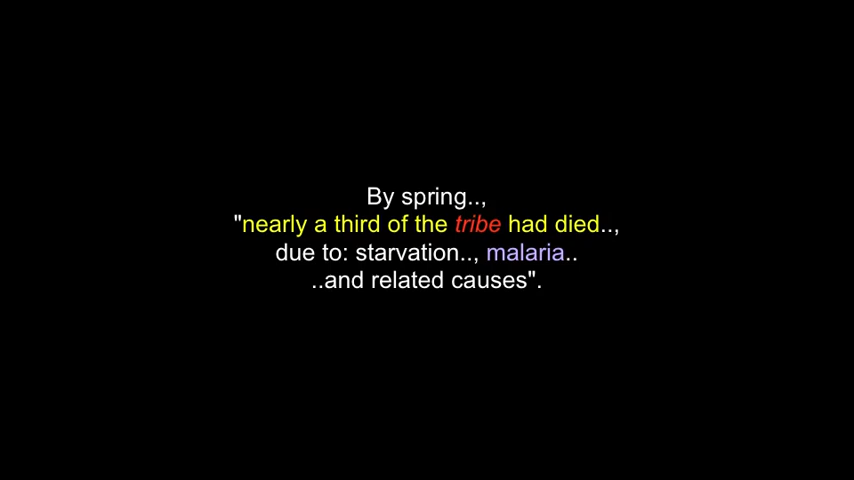 By spring..,
"nearly a third of the tribe had died..,
due to: starvation.., malaria..
..and related causes".